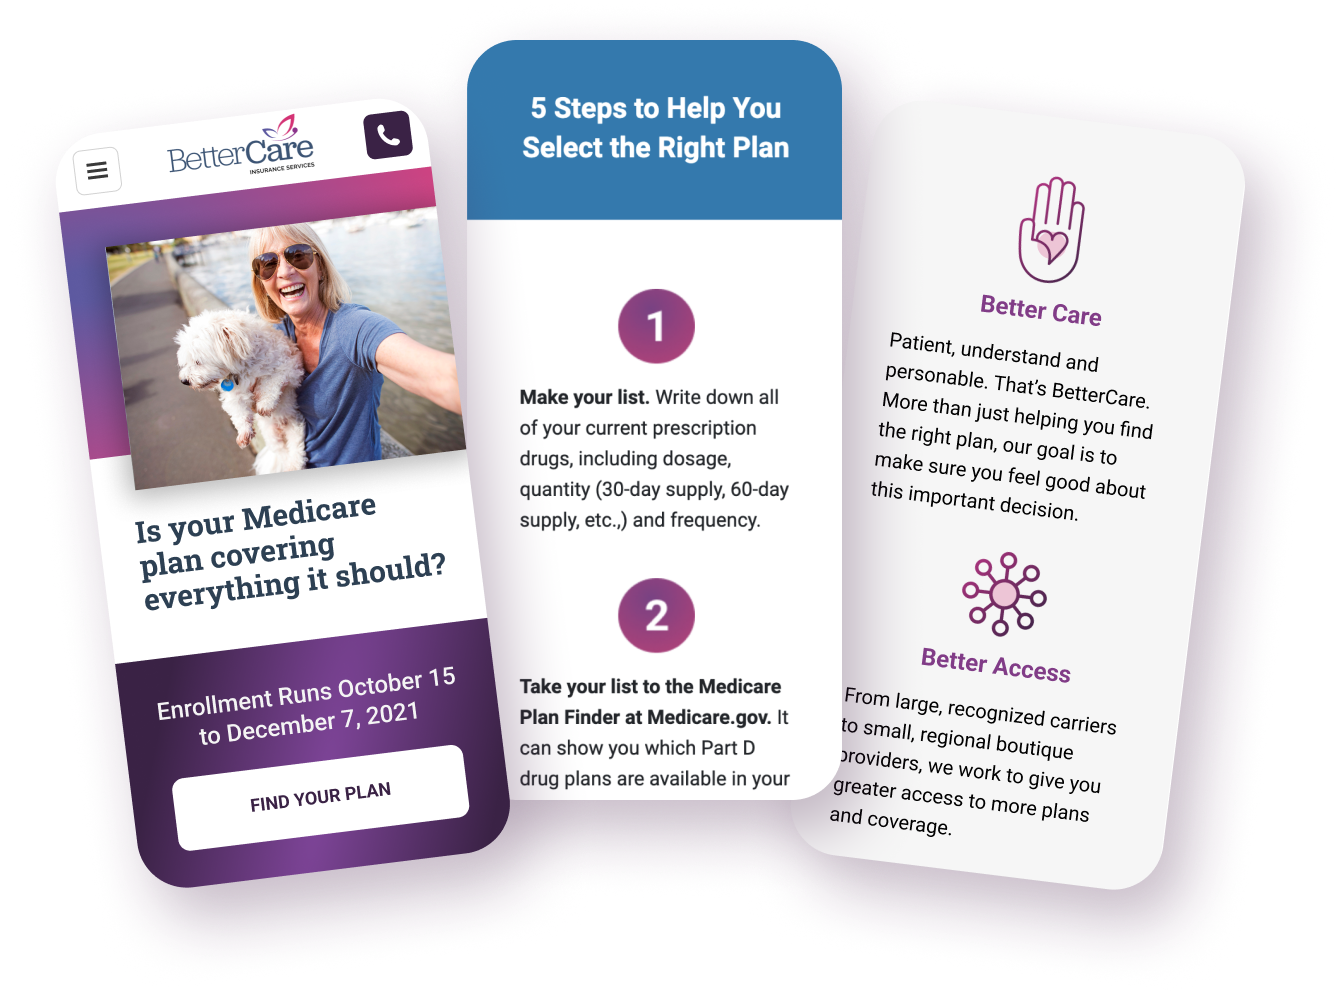 BetterCare
INSURANCE SERVICES
Is your Medicare
plan covering
everything it should?
Enrollment Runs October 15
to December 7, 2021
FIND YOUR PLAN
5 Steps to Help You
Select the Right Plan
1
Make your list. Write down all
of your current prescription
drugs, including dosage,
quantity (30-day supply, 60-day
supply, etc.,) and frequency.
2
Take your list to the Medicare
Plan Finder at Medicare.gov. It
can show you which Part D
drug plans are available in your
Better Care
Patient, understand and
personable. That's BetterCare.
More than just helping you find
the right plan, our goal is to
make sure you feel good about
this important decision.
Better Access
From large, recognized carriers
to small, regional boutique
providers, we work to give you
greater access to more plans
and coverage.